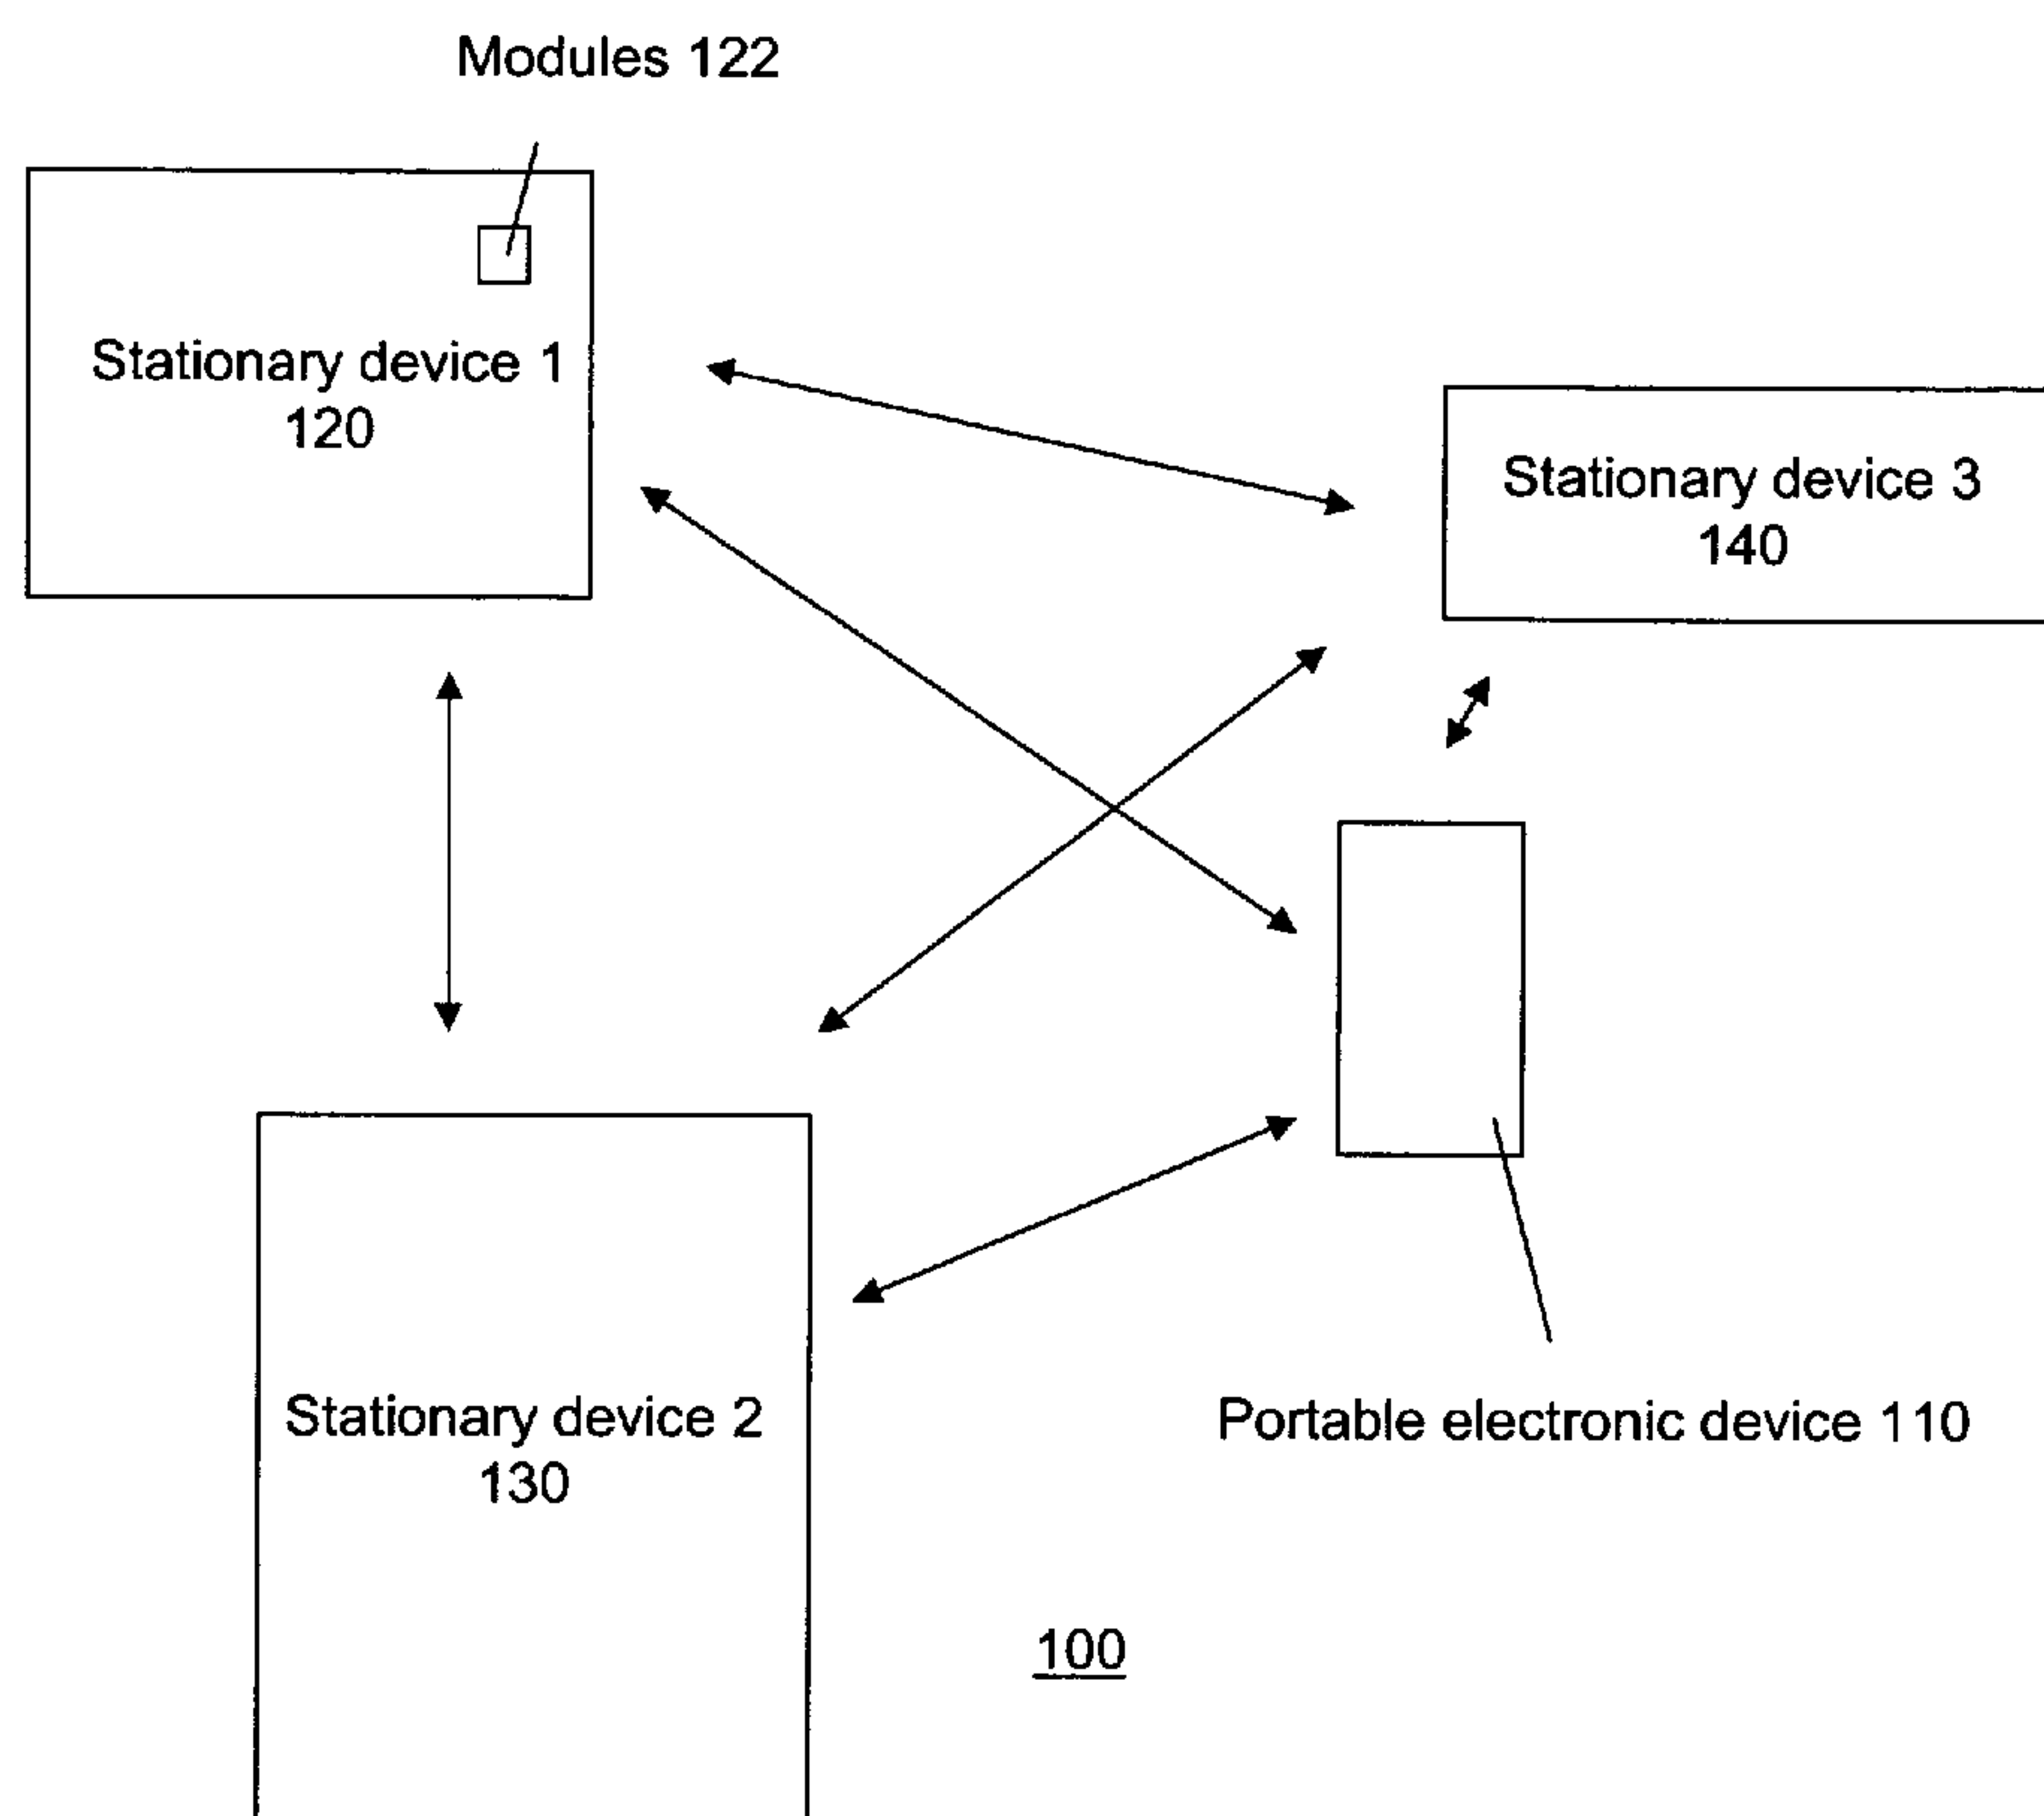 Modules 122
Stationary device 1
120
Stationary device 3
140
Stationary device 2
130
Portable electronic device 110
100